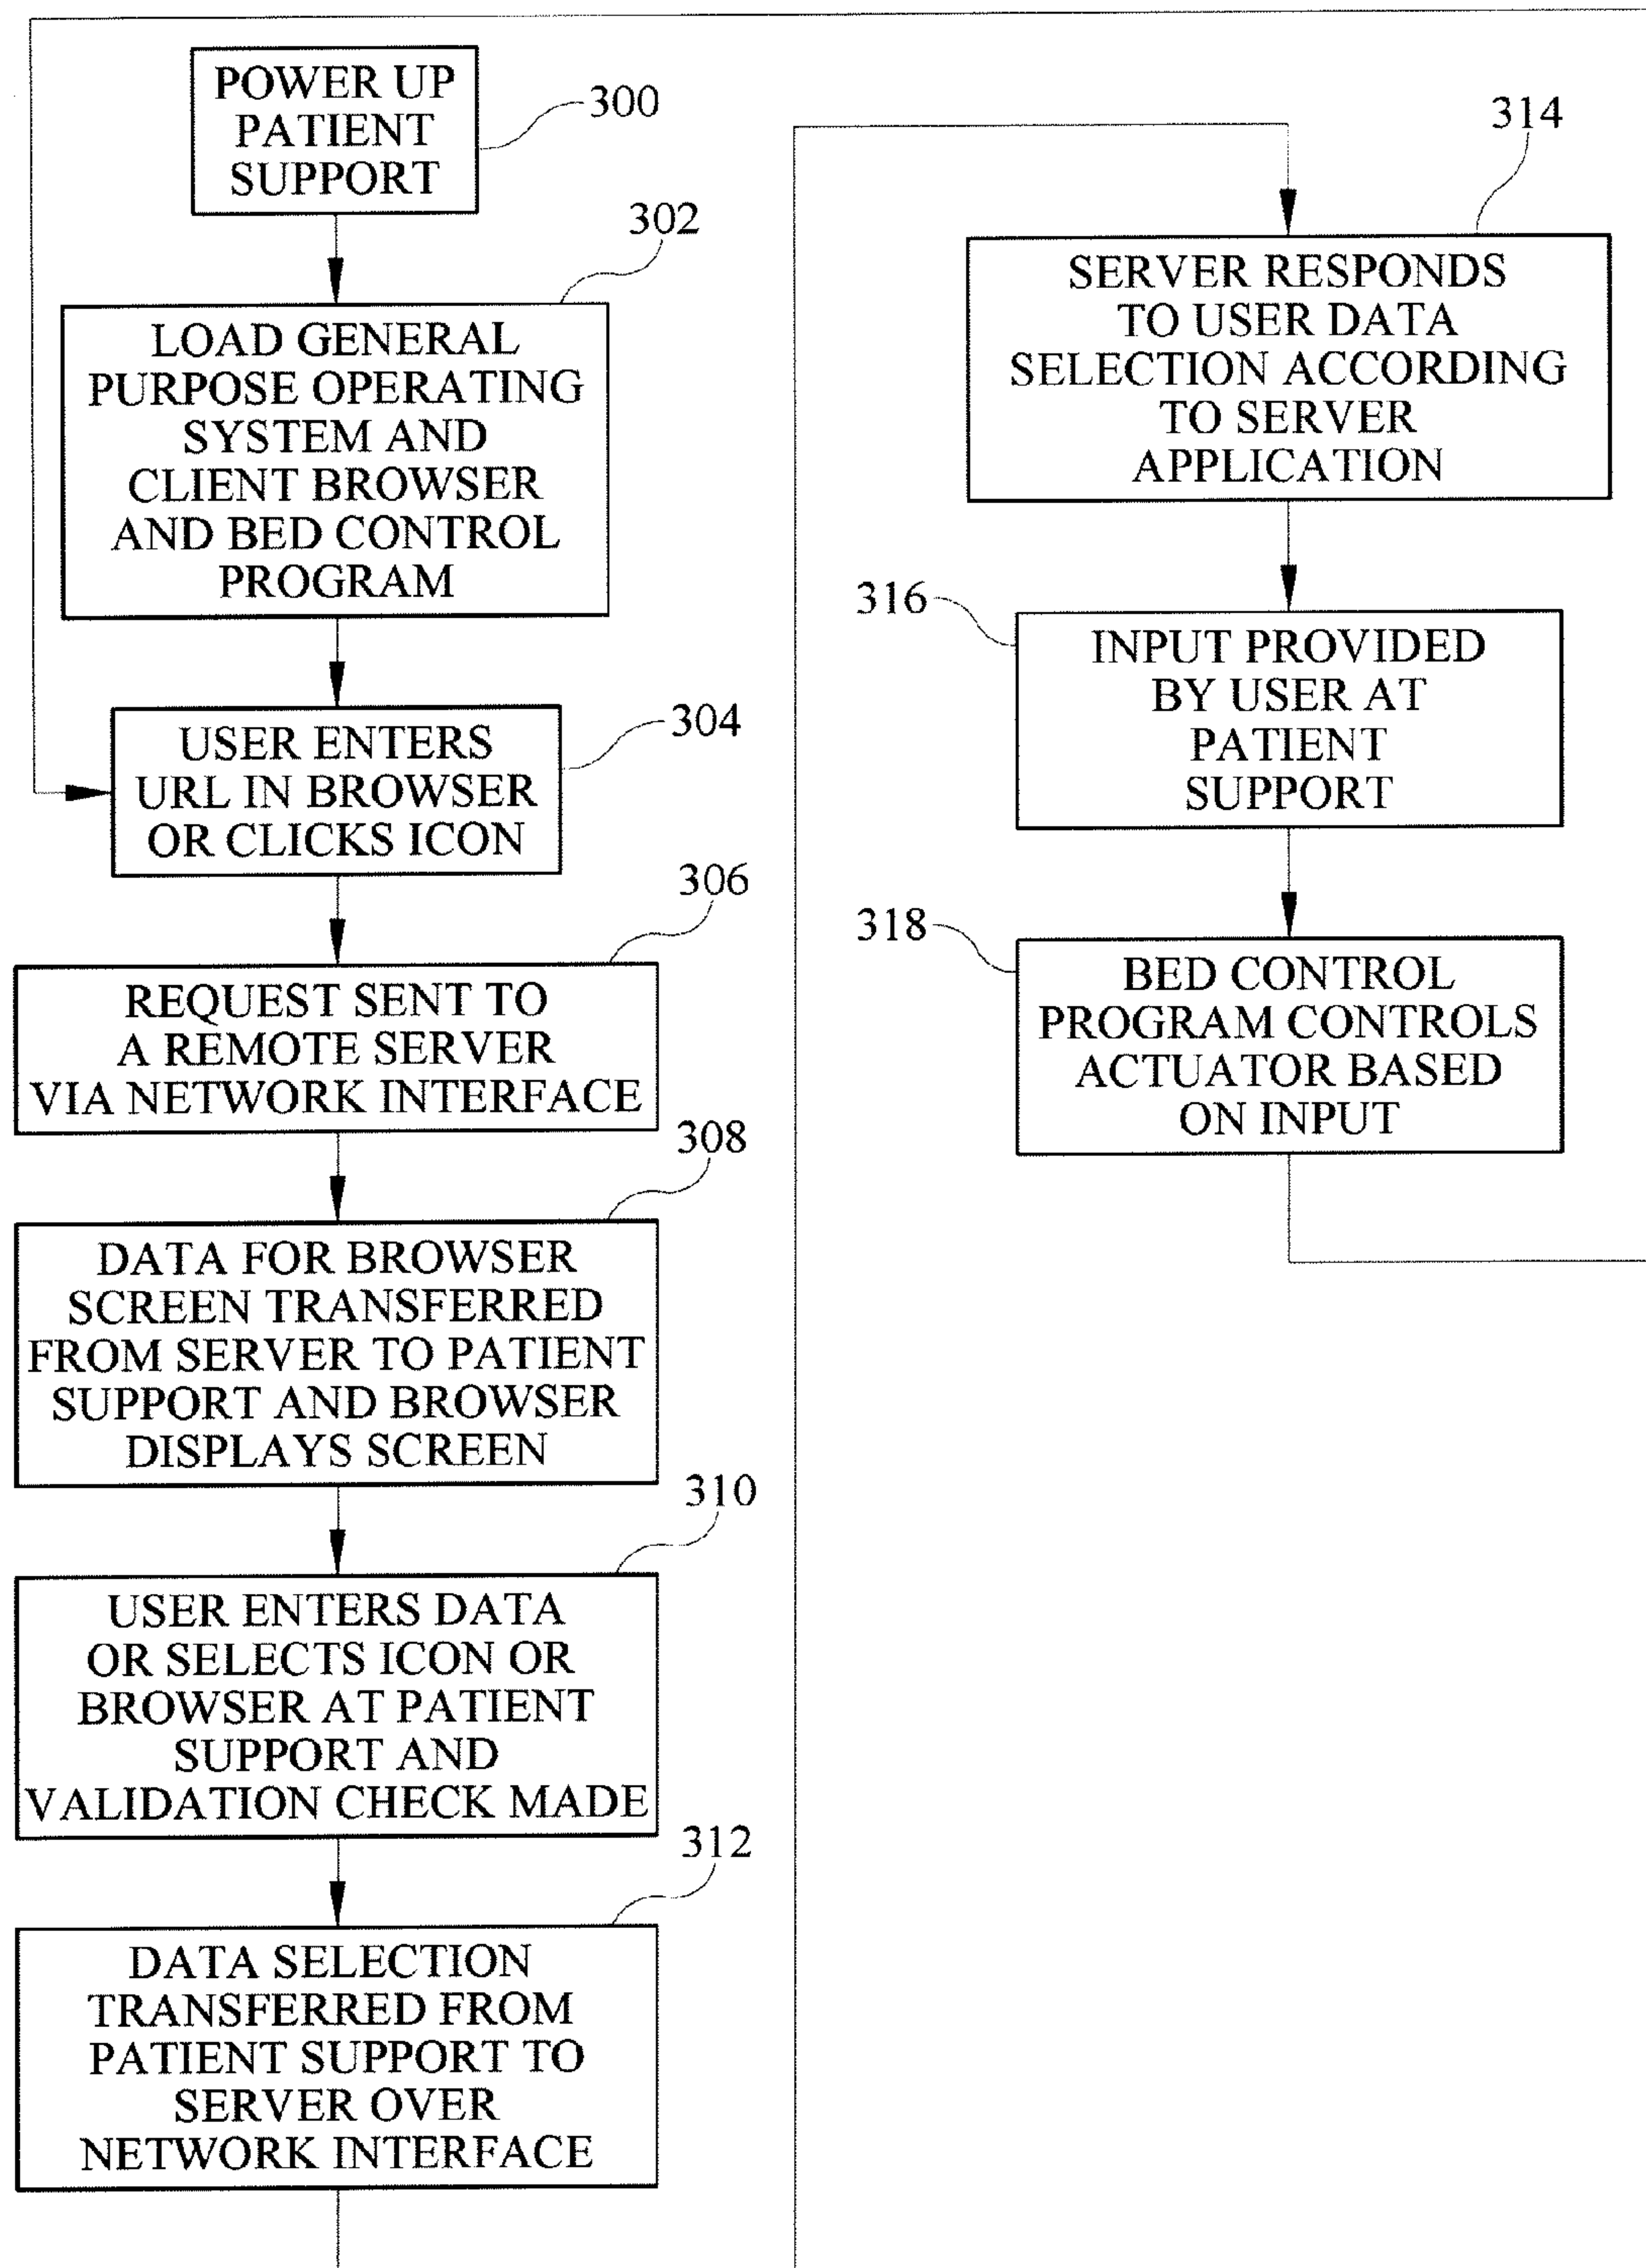 POWER UP
PATIENT
SUPPORT
300
302
LOAD GENERAL
PURPOSE OPERATING
SYSTEM AND
CLIENT BROWSER
AND BED CONTROL
PROGRAM
304
USER ENTERS
URL IN BROWSER
OR CLICKS ICON
306
REQUEST SENT TO
A REMOTE SERVER
VIA NETWORK INTERFACE
308
DATA FOR BROWSER
SCREEN TRANSFERRED
FROM SERVER TO PATIENT
SUPPORT AND BROWSER
DISPLAYS SCREEN
310
USER ENTERS DATA
OR SELECTS ICON OR
BROWSER AT PATIENT
SUPPORT AND
VALIDATION CHECK MADE
312
DATA SELECTION
TRANSFERRED FROM
PATIENT SUPPORT TO
SERVER OVER
NETWORK INTERFACE
314
SERVER RESPONDS
TO USER DATA
SELECTION ACCORDING
TO SERVER
APPLICATION
316
INPUT PROVIDED
BY USER AT
PATIENT
SUPPORT
318
BED CONTROL
PROGRAM CONTROLS
ACTUATOR BASED
ON INPUT